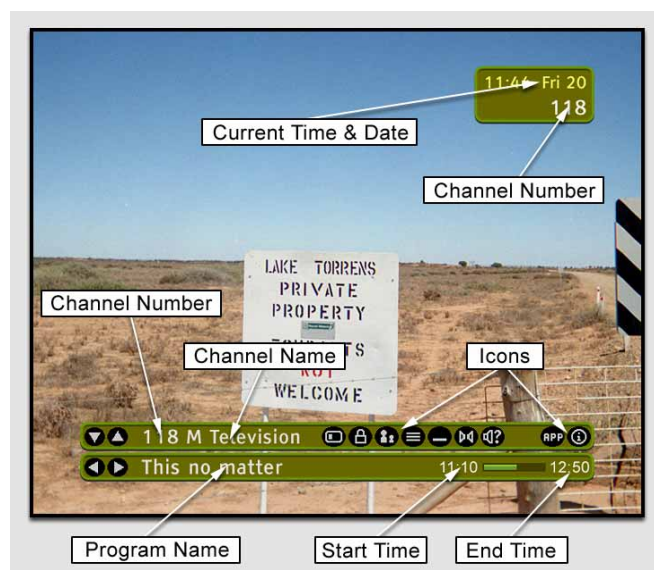 11:46 Fri 20
118
Current Time & Date
Channel Number
LAKE TORRENS
PRIVATE
PROPERTY
Channel Number
Channel Name
S
Icons
NOT
WELCOME
118 M Television
APP
This no matter
11:10
12:50
Program Name
Start Time
End Time